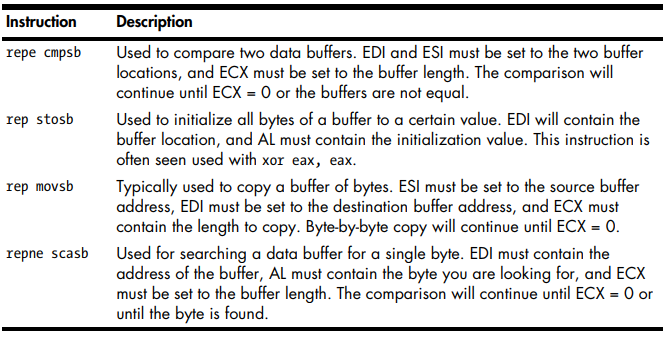 Instruction Description
repe cmpsb Used to compare two data buffers. EDI and ESI must be set to the two buffer
locations, and ECX must be set to the buffer length. The comparison will
continue until ECX = 0 or the buffers are not equal.
rep stosb Used to initialize all bytes of a buffer to a certain value. EDI will contain the
buffer location, and AL must contain the initialization value. This instruction is
often seen used with xor eax, eax.
rep movsb Typically used to copy a buffer of bytes. ESI must be set to the source buffer
address, EDI must be set to the destination buffer address, and ECX must
contain the length to copy. Byte-by-byte copy will continue until ECX = 0.
repne scasb Used for searching a data buffer for a single byte. EDI must contain the
address of the buffer, AL must contain the byte you are looking for, and ECX
must be set to the buffer length. The comparison will continue until ECX = 0 or
until the byte is found.